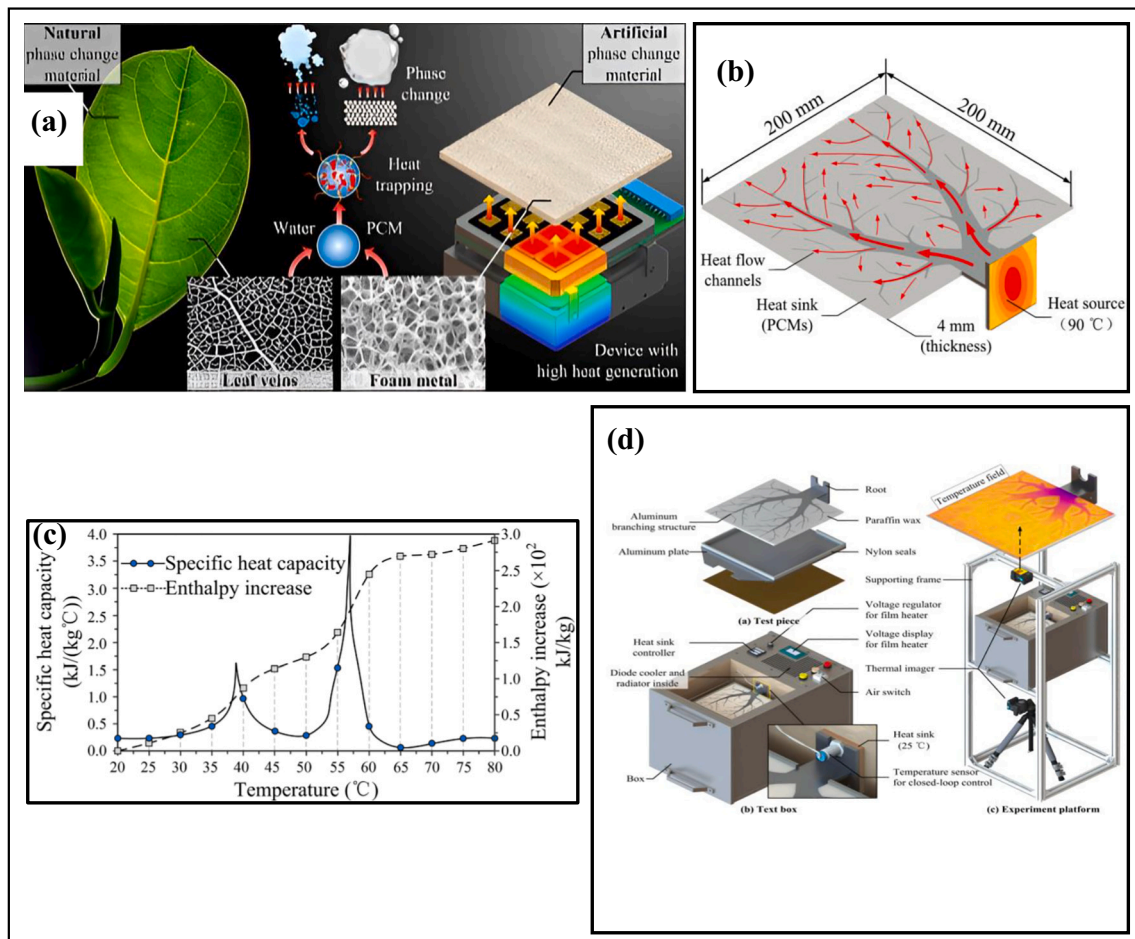 Natural
phase change
material
(a)
Phase
change
Heat
trapping
Water
PCM
Leaf veins
Foam metal
Artificial
phase change
material
Device with
high heat generation
(b)
200 mm
200 mm
Heat flow
channels
Heat sink
(PCMs)
4 mm
(thickness)
Heat source
(90 ℃)
(c)
Specific heat capacity
(kJ/(kg℃))
4.0
3.5
3.0
2.5
2.0
1.5
1.0
0.5
0.0
Specific heat capacity
Enthalpy increase
3.0
2.5
2.0
1.5
1.0
0.5
0.0
Enthalpy increase (×10²
kJ/kg)
20 25 30 35 40 45 50 55 60 65 70 75 80
Temperature (℃)
(d)
Aluminum
branching structure
Aluminum plate
Root
Paraffin wax
Nylon seals
(a) Test piece
Heat sink
controller
Diode cooler and
radiator inside
Box
Voltage regulator
for film heater
Voltage display
for film heater
Air switch
Heat sink
(25 ℃)
Temperature sensor
for closed-loop control
(b) Text box
Temperature field
Supporting frame
Thermal imager
(c) Experiment platform